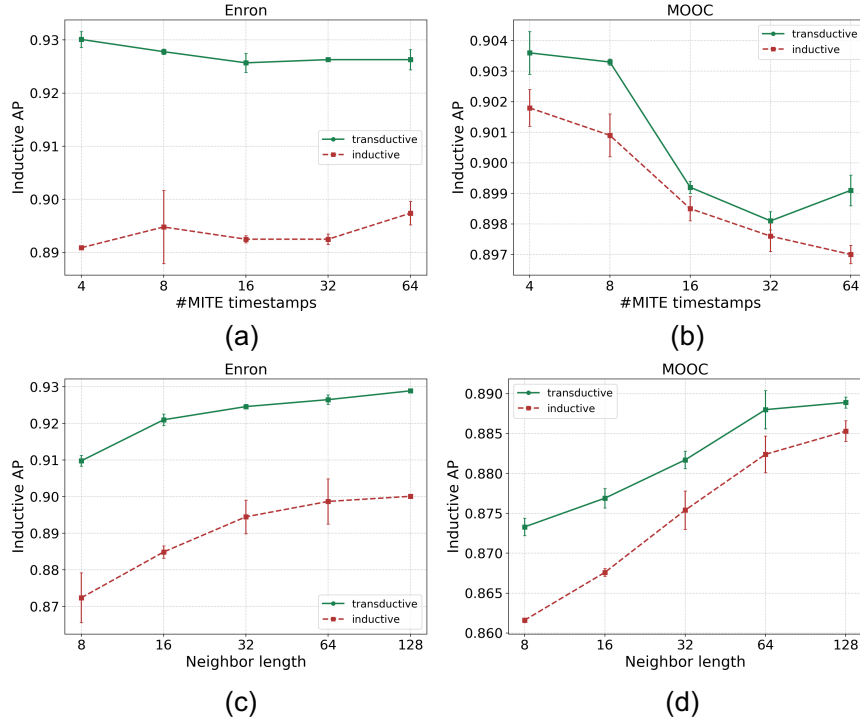 Enron
0.93
0.92
0.91
0.90
0.89
Inductive AP
transductive
inductive
4 8 16 32 64
#MITE timestamps
(a)
MOOC
0.904
0.903
0.902
0.901
0.900
0.899
0.898
0.897
Inductive AP
transductive
inductive
4 8 16 32 64
#MITE timestamps
(b)
Enron
0.93
0.92
0.91
0.90
0.89
0.88
0.87
Inductive AP
transductive
inductive
8 16 32 64 128
Neighbor length
(c)
MOOC
0.890
0.885
0.880
0.875
0.870
0.865
0.860
Inductive AP
transductive
inductive
8 16 32 64 128
Neighbor length
(d)